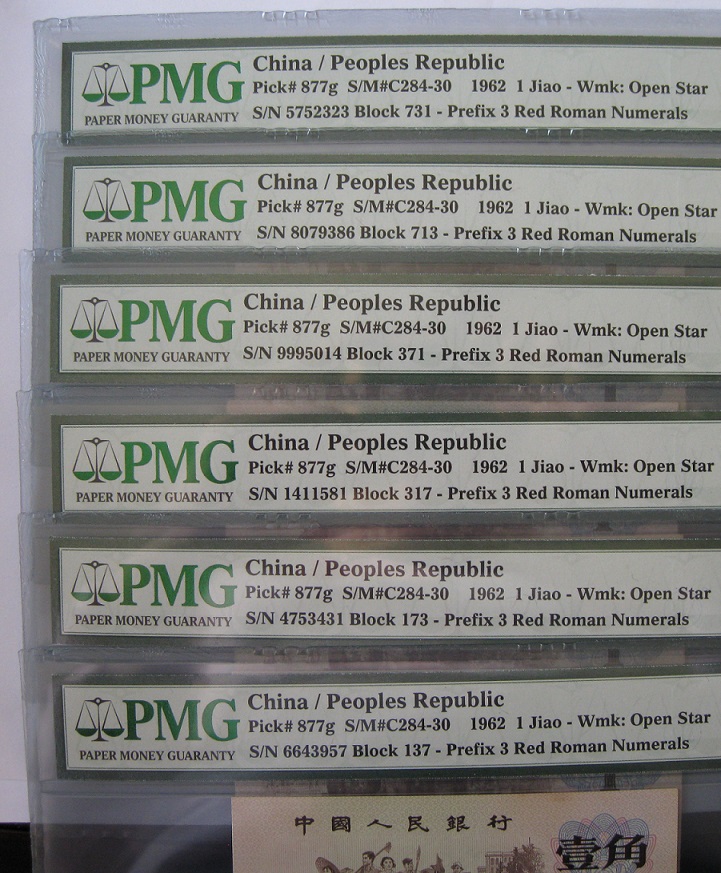 PMG
PAPER MONEY GUARANTY
China / Peoples Republic
Pick# 877g S/M#C284-30 1962 1 Jiao - Wmk: Open Star
S/N 5752323 Block 731 - Prefix 3 Red Roman Numerals
PMG
PAPER MONEY GUARANTY
China / Peoples Republic
Pick# 877g S/M#C284-30 1962 1 Jiao - Wmk: Open Star
S/N 8079386 Block 713 - Prefix 3 Red Roman Numerals
PMG
PAPER MONEY GUARANTY
China / Peoples Republic
Pick# 877g S/M#C284-30 1962 1 Jiao - Wmk: Open Star
S/N 9995014 Block 371 - Prefix 3 Red Roman Numerals
PMG
PAPER MONEY GUARANTY
China / Peoples Republic
Pick# 877g S/M#C284-30 1962 1 Jiao - Wmk: Open Star
S/N 1411581 Block 317 - Prefix 3 Red Roman Numerals
PMG
PAPER MONEY GUARANTY
China / Peoples Republic
Pick# 877g S/M#C284-30 1962 1 Jiao - Wmk: Open Star
S/N 4753431 Block 173 - Prefix 3 Red Roman Numerals
PMG
PAPER MONEY GUARANTY
China / Peoples Republic
Pick# 877g S/M#C284-30 1962 1 Jiao - Wmk: Open Star
S/N 6643957 Block 137 - Prefix 3 Red Roman Numerals
中國人民銀行
壹角